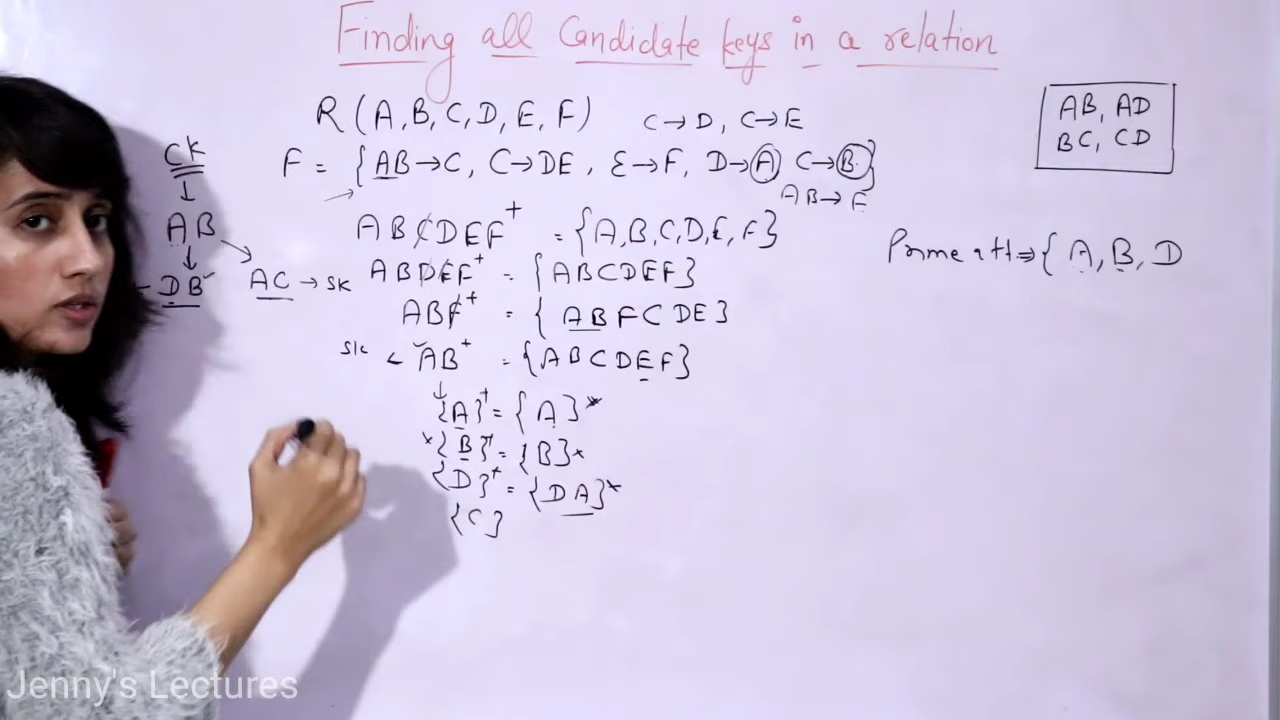 Finding all Candidate keys in a relation
R(A,B,C,D,E,F) C→D, C→E
F = {AB→C, C→DE, E→F, D→A C→B}
AB→F
AB, AD
BC, CD
CK
↓
AB
↓
DB✓
AC → SK
ABCDEF⁺ = {A,B,C,D,E,F}
ABDEF⁺ = {ABCDEF}
ABF⁺ = {ABFCDE}
SK < AB⁺ = {ABCDEF}
↓
{A}⁺ = {A}×
×{B}⁺ = {B}×
{D}⁺ = {DA}×
{C}
Prime att ⇒ {A, B, D
Jenny's Lectures